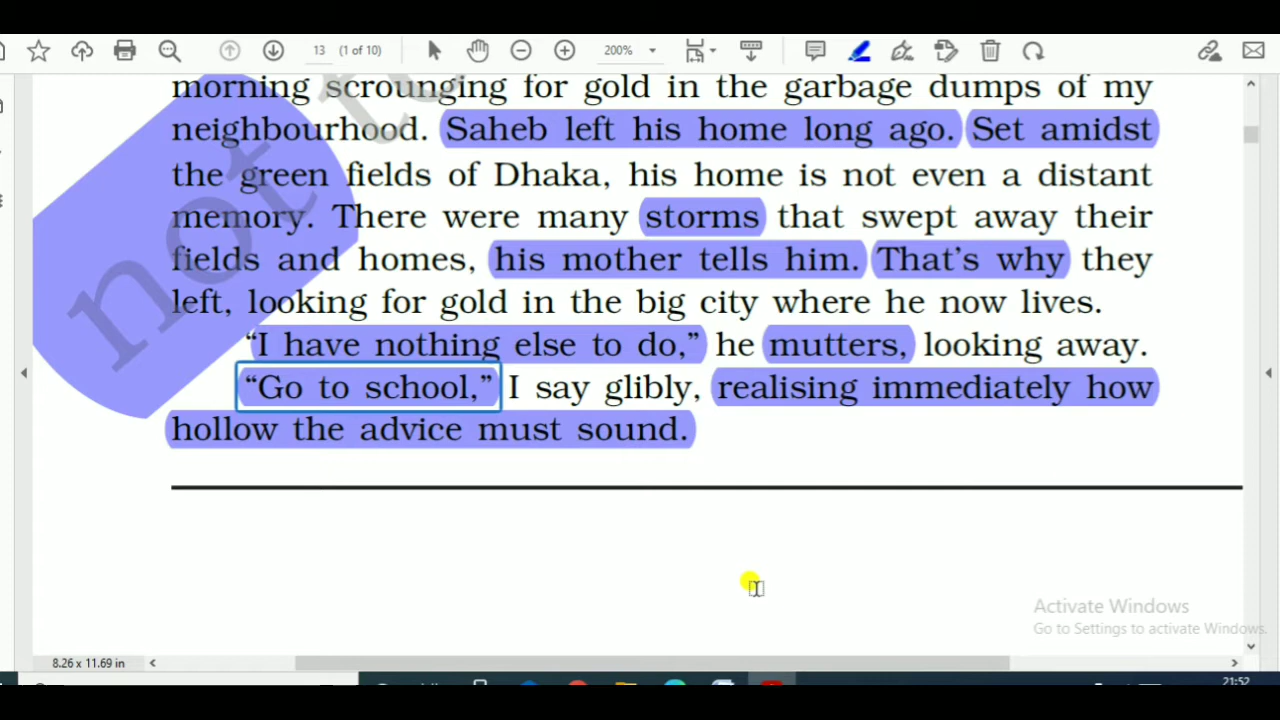 13 (1 of 10) 200%
morning scrounging for gold in the garbage dumps of my
neighbourhood. Saheb left his home long ago. Set amidst
the green fields of Dhaka, his home is not even a distant
memory. There were many storms that swept away their
fields and homes, his mother tells him. That's why they
left, looking for gold in the big city where he now lives.
“I have nothing else to do,” he mutters, looking away.
“Go to school,” I say glibly, realising immediately how
hollow the advice must sound.
not t
Activate Windows
Go to Settings to activate Windows.
8.26 x 11.69 in
21:52